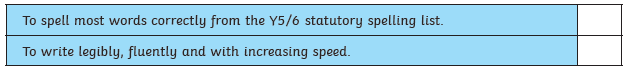 To spell most words correctly from the Y5/6 statutory spelling list.
To write legibly, fluently and with increasing speed.